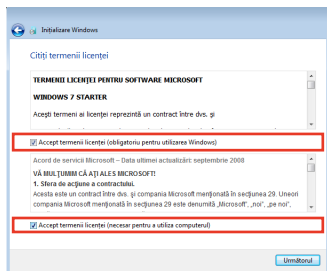 Inițializare Windows
Citiți termenii licenței
TERMENII LICENȚEI PENTRU SOFTWARE MICROSOFT
WINDOWS 7 STARTER
Acești termeni ai licenței reprezintă un contract între dvs. și
Accept termenii licenței (obligatoriu pentru utilizarea Windows)
Acord de servicii Microsoft – Data ultimei actualizări: septembrie 2008
VĂ MULȚUMIM CĂ AȚI ALES MICROSOFT!
1. Sfera de acțiune a contractului.
Acesta este un contract între dvs. și compania Microsoft menționată în secțiunea 29. Uneori
compania Microsoft menționată în secțiunea 29 este denumită „Microsoft”, „noi”, „pe noi”,
Accept termenii licenței (necesar pentru a utiliza computerul)
Următorul